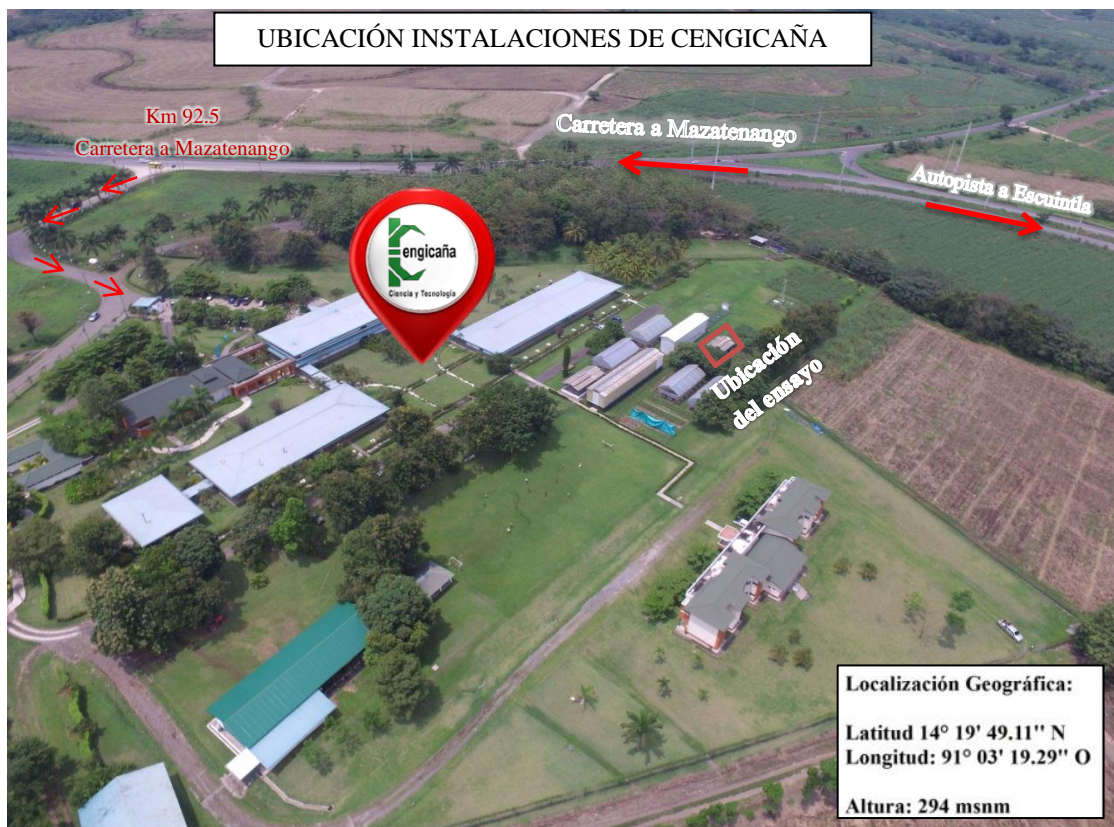 UBICACIÓN INSTALACIONES DE CENGICAÑA
Km 92.5
Carretera a Mazatenango
Carretera a Mazatenango
Autopista a Escuintla
engicaña
Ciencia y Tecnología
Ubicación
del ensayo
Localización Geográfica:
Latitud 14° 19' 49.11'' N
Longitud: 91° 03' 19.29'' O
Altura: 294 msnm